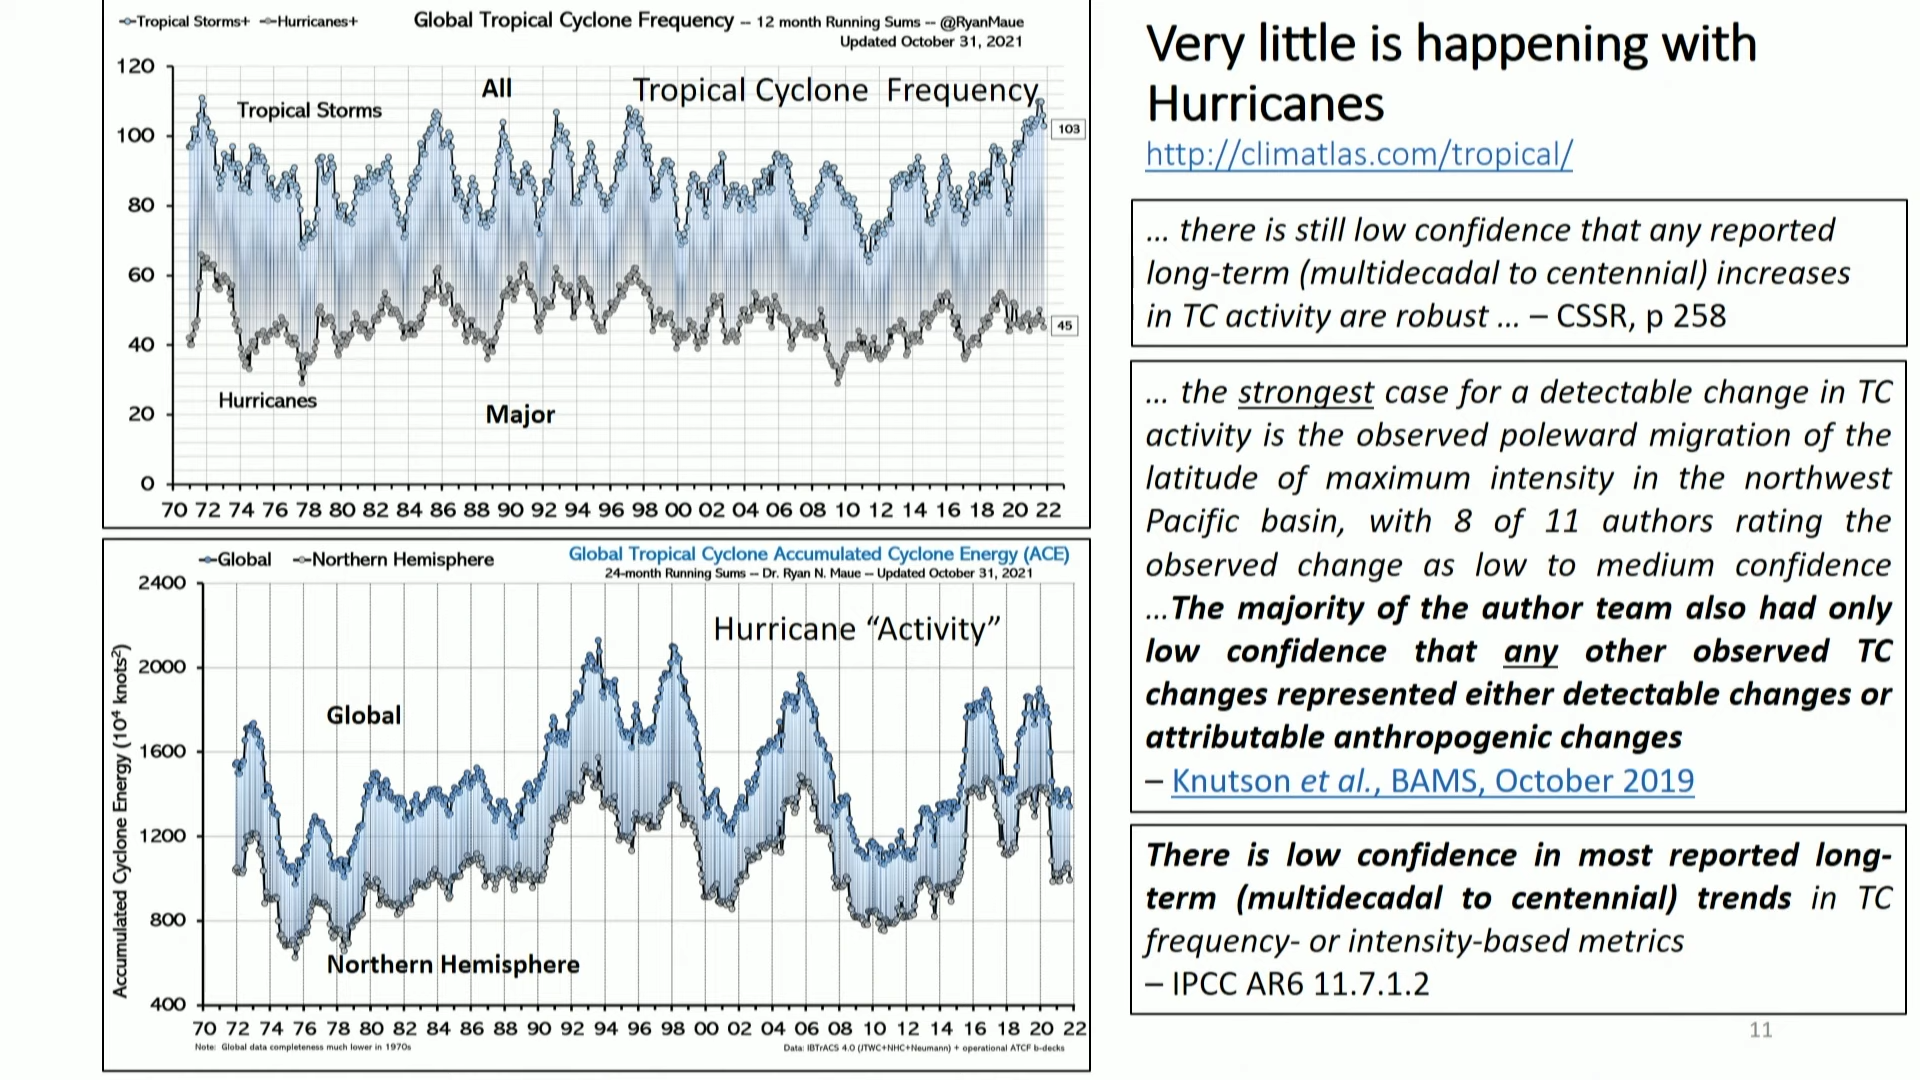 Tropical Storms+ Hurricanes+
Global Tropical Cyclone Frequency -- 12 month Running Sums -- @RyanMaue
Updated October 31, 2021
Tropical Cyclone Frequency
All
Tropical Storms
120
100
80
60
40
20
0
103
45
Hurricanes
Major
70 72 74 76 78 80 82 84 86 88 90 92 94 96 98 00 02 04 06 08 10 12 14 16 18 20 22
Global Northern Hemisphere
Global Tropical Cyclone Accumulated Cyclone Energy (ACE)
24-month Running Sums -- Dr. Ryan N. Maue -- Updated October 31, 2021
Hurricane “Activity”
Global
Northern Hemisphere
Accumulated Cyclone Energy (10⁴ knots²)
2400
2000
1600
1200
800
400
70 72 74 76 78 80 82 84 86 88 90 92 94 96 98 00 02 04 06 08 10 12 14 16 18 20 22
Note: Global data completeness much lower in 1970s
Data: IBTrACS 4.0 (JTWC+NHC+Neumann) + operational ATCF b-decks
Very little is happening with
Hurricanes
http://climatlas.com/tropical/
... there is still low confidence that any reported
long-term (multidecadal to centennial) increases
in TC activity are robust ... – CSSR, p 258
... the strongest case for a detectable change in TC
activity is the observed poleward migration of the
latitude of maximum intensity in the northwest
Pacific basin, with 8 of 11 authors rating the
observed change as low to medium confidence
...The majority of the author team also had only
low confidence that any other observed TC
changes represented either detectable changes or
attributable anthropogenic changes
– Knutson et al., BAMS, October 2019
There is low confidence in most reported long-
term (multidecadal to centennial) trends in TC
frequency- or intensity-based metrics
– IPCC AR6 11.7.1.2
11